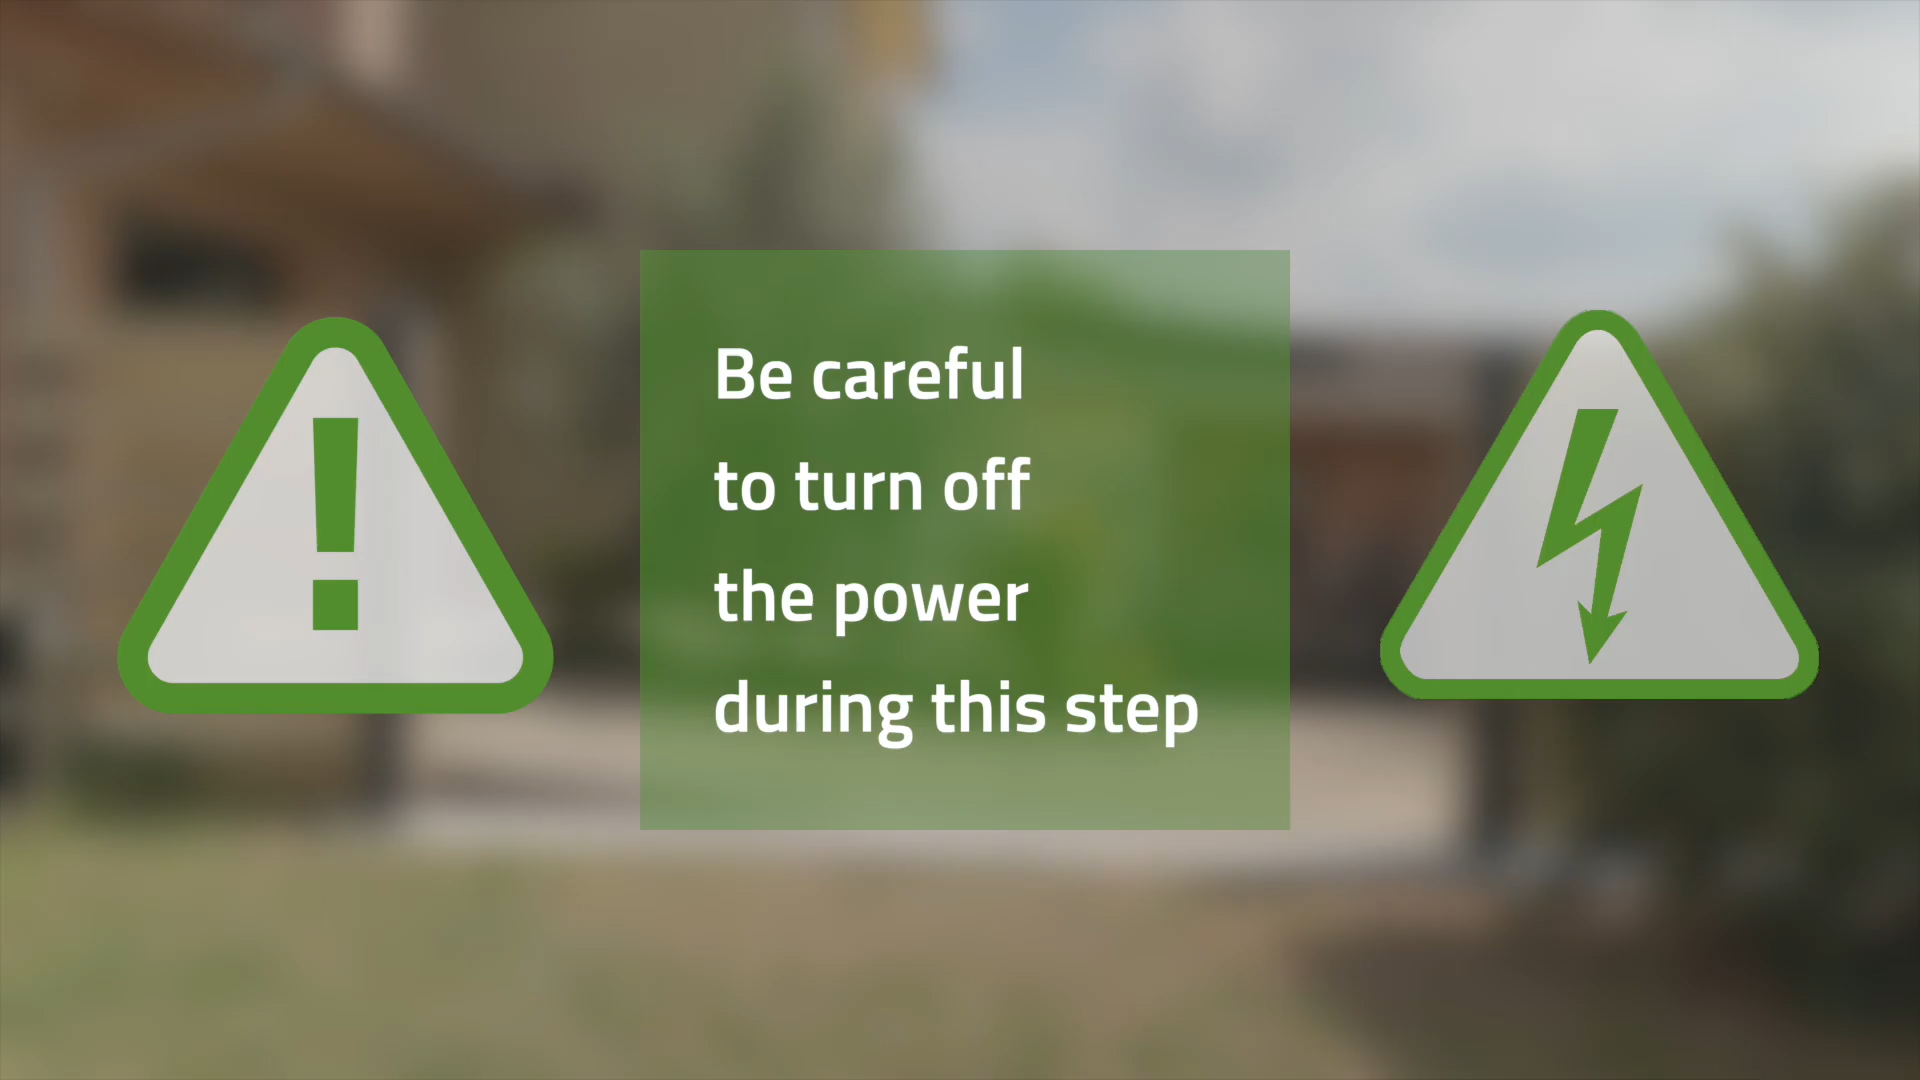 Be careful
to turn off
the power
during this step